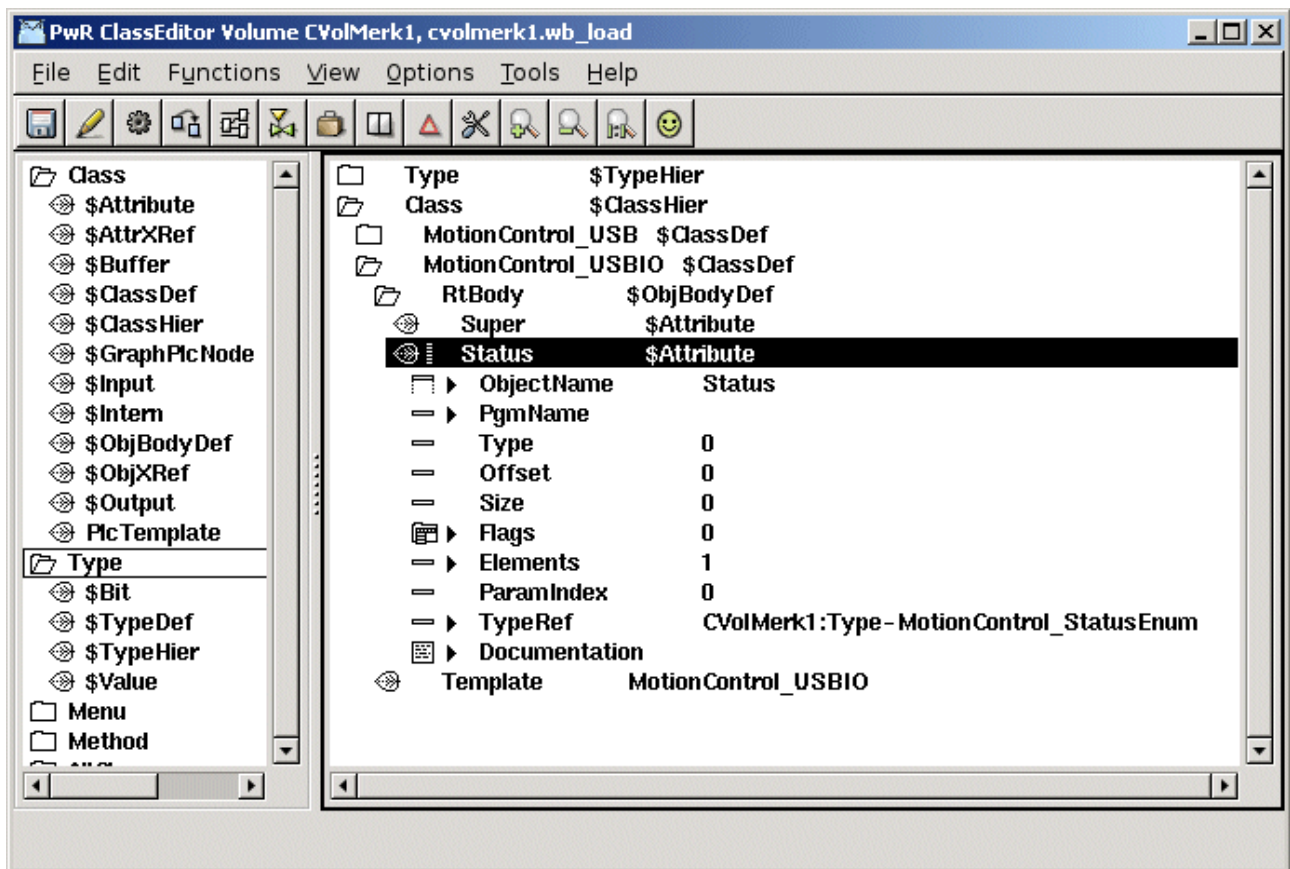 PwR ClassEditor Volume CVolMerk1, cvolmerk1.wb_load
File Edit Functions View Options Tools Help
Class
$Attribute
$AttrXRef
$Buffer
$ClassDef
$ClassHier
$GraphPlcNode
$Input
$Intern
$ObjBodyDef
$ObjXRef
$Output
PlcTemplate
Type
$Bit
$TypeDef
$TypeHier
$Value
Menu
Method
Type $TypeHier
Class $ClassHier
MotionControl_USB $ClassDef
MotionControl_USBIO $ClassDef
RtBody $ObjBodyDef
Super $Attribute
Status $Attribute
ObjectName Status
PgmName
Type 0
Offset 0
Size 0
Flags 0
Elements 1
ParamIndex 0
TypeRef CVolMerk1:Type-MotionControl_StatusEnum
Documentation
Template MotionControl_USBIO